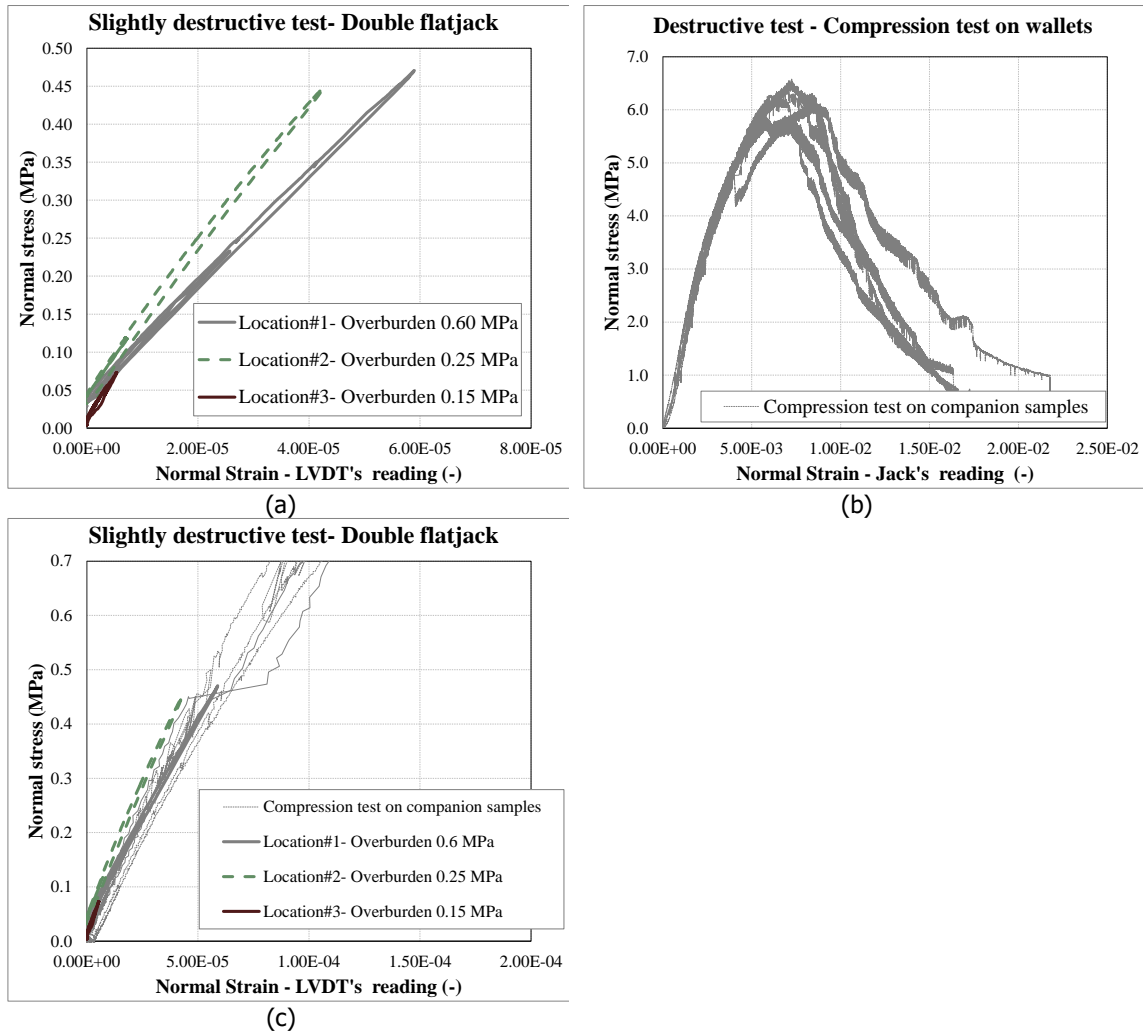 Slightly destructive test- Double flatjack
Normal stress (MPa)
0.50
0.45
0.40
0.35
0.30
0.25
0.20
0.15
0.10
0.05
0.00
Location#1- Overburden 0.60 MPa
Location#2- Overburden 0.25 MPa
Location#3- Overburden 0.15 MPa
0.00E+00 2.00E-05 4.00E-05 6.00E-05 8.00E-05
Normal Strain - LVDT's reading (-)
(a)
Destructive test - Compression test on wallets
Normal stress (MPa)
7.0
6.0
5.0
4.0
3.0
2.0
1.0
0.0
Compression test on companion samples
0.00E+00 5.00E-03 1.00E-02 1.50E-02 2.00E-02 2.50E-02
Normal Strain - Jack's reading (-)
(b)
Slightly destructive test- Double flatjack
Normal stress (MPa)
0.7
0.6
0.5
0.4
0.3
0.2
0.1
0.0
Compression test on companion samples
Location#1- Overburden 0.6 MPa
Location#2- Overburden 0.25 MPa
Location#3- Overburden 0.15 MPa
0.00E+00 5.00E-05 1.00E-04 1.50E-04 2.00E-04
Normal Strain - LVDT's reading (-)
(c)